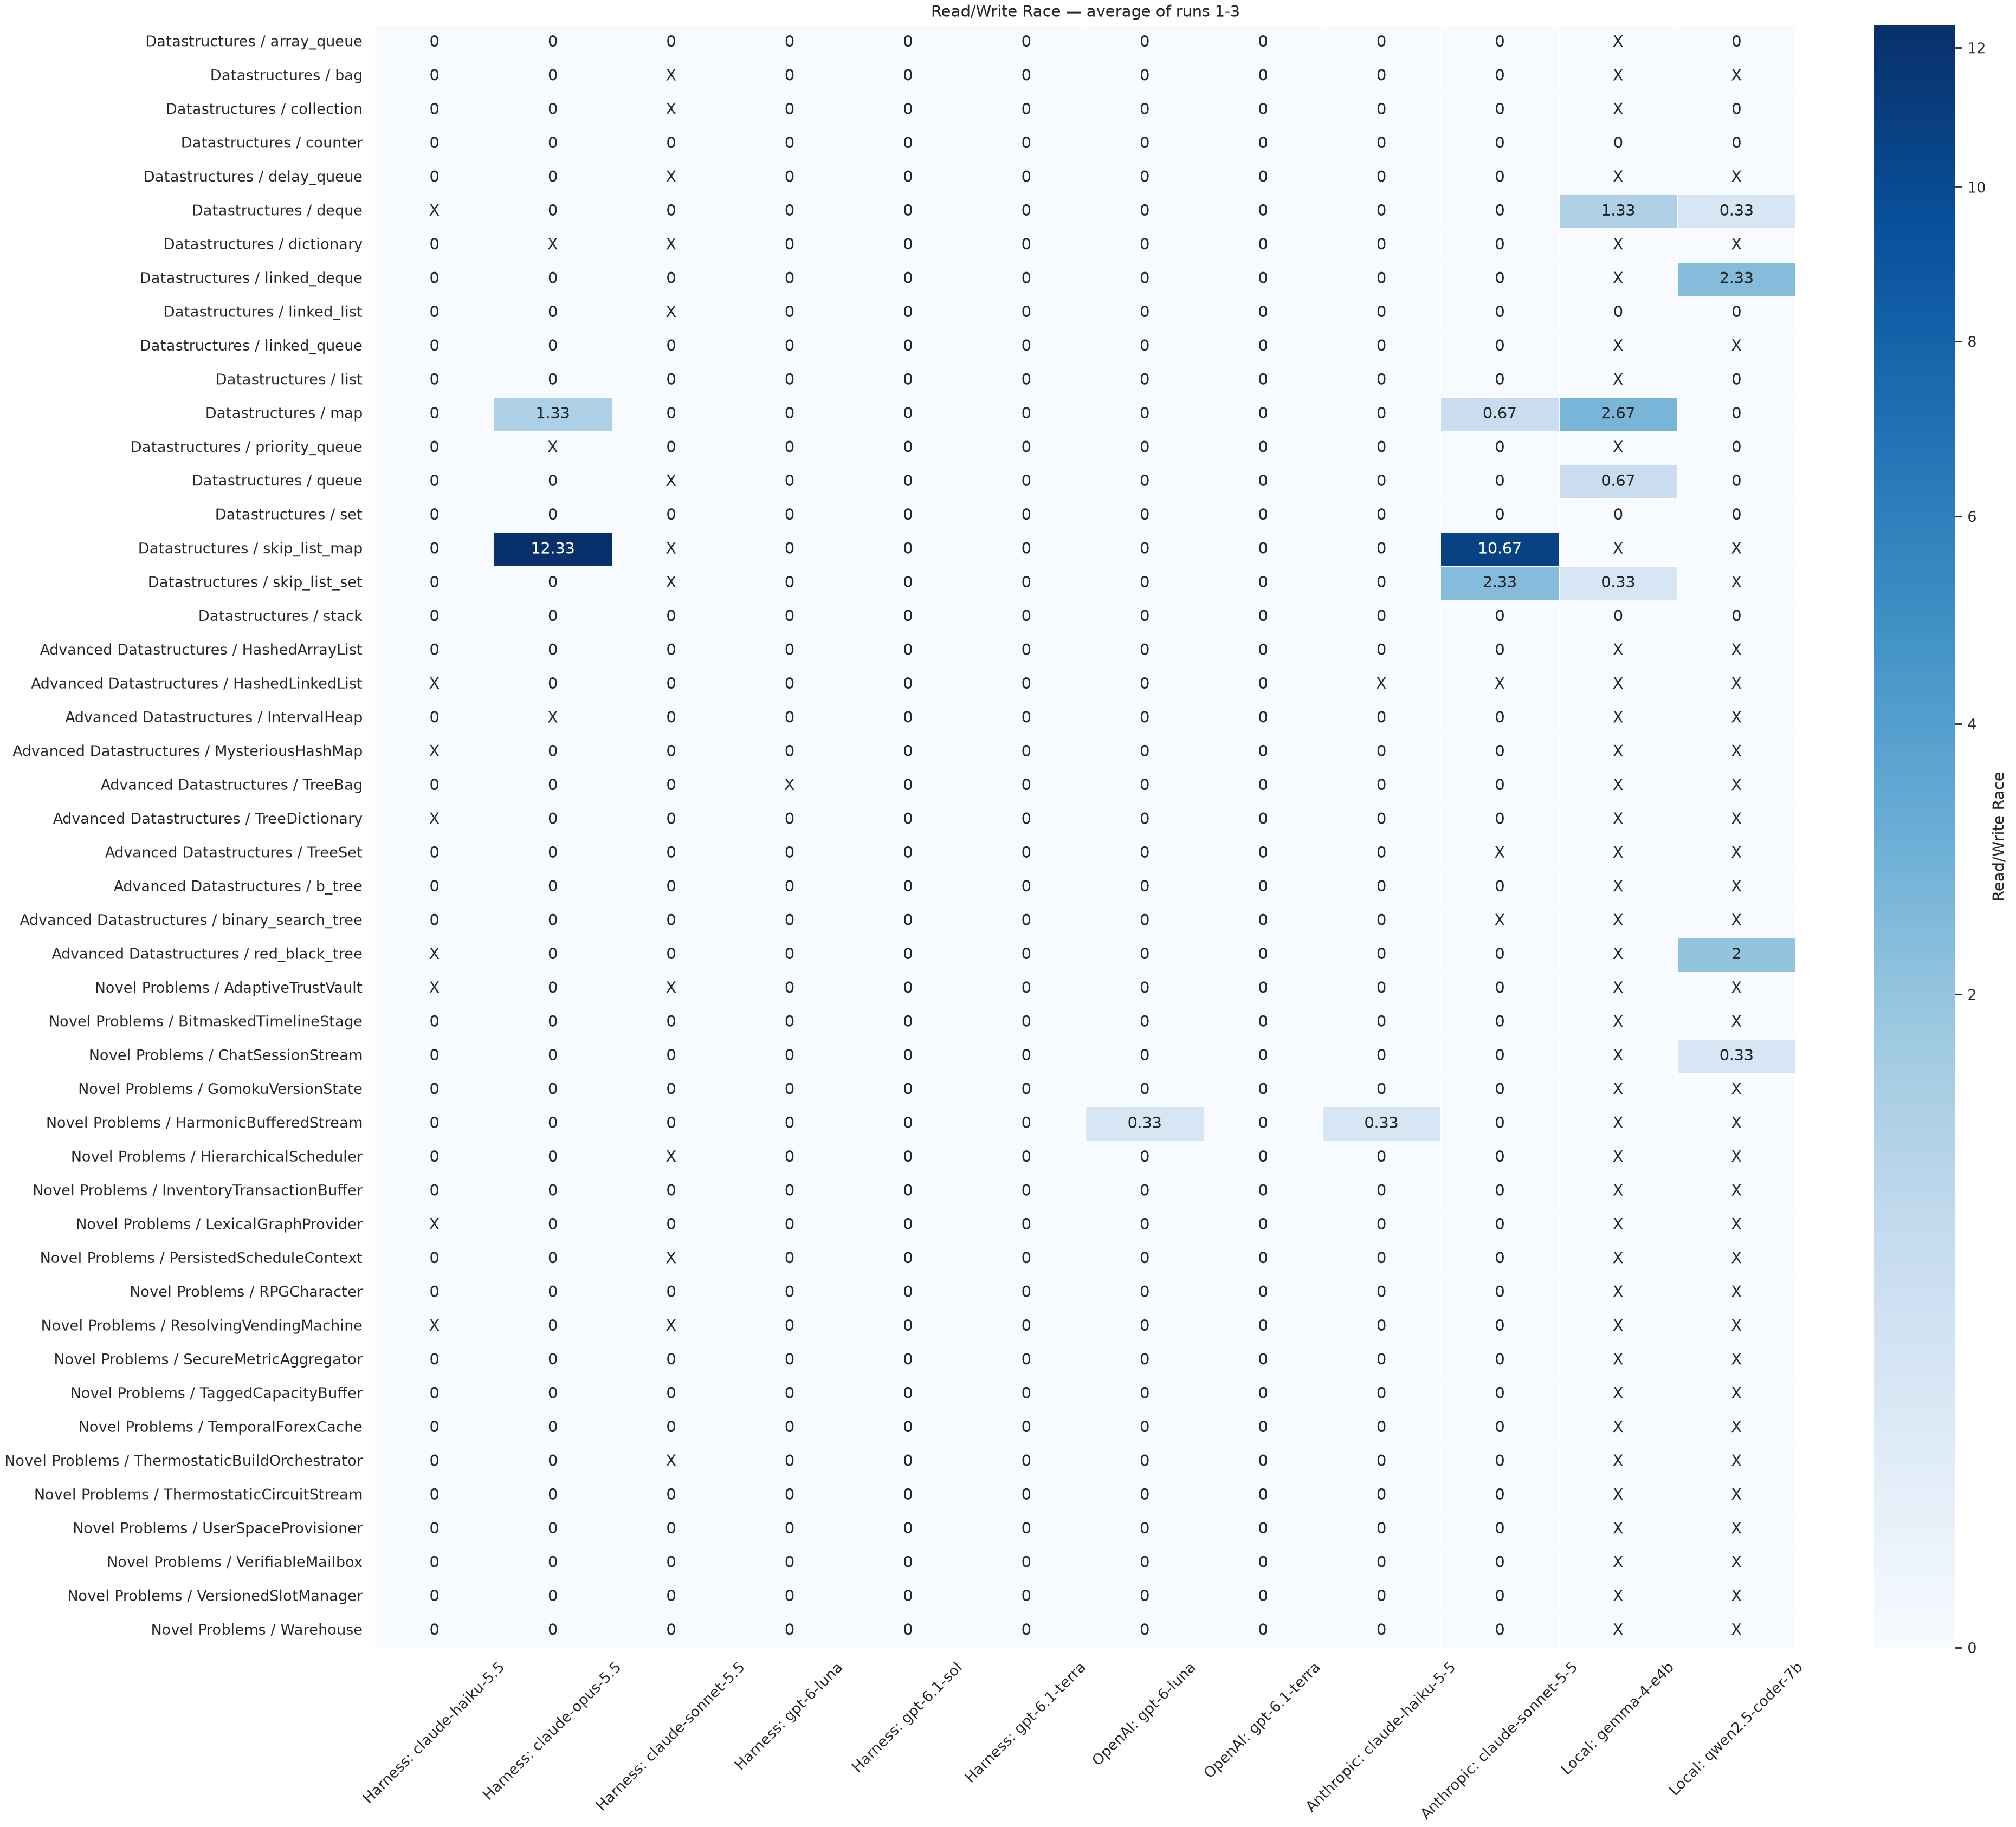 Read/Write Race — average of runs 1-3
Datastructures / array_queue 0 0 0 0 0 0 0 0 0 0 X 0
Datastructures / bag 0 0 X 0 0 0 0 0 0 0 X X
Datastructures / collection 0 0 X 0 0 0 0 0 0 0 X 0
Datastructures / counter 0 0 0 0 0 0 0 0 0 0 0 0
Datastructures / delay_queue 0 0 X 0 0 0 0 0 0 0 X X
Datastructures / deque X 0 0 0 0 0 0 0 0 0 1.33 0.33
Datastructures / dictionary 0 X X 0 0 0 0 0 0 0 X X
Datastructures / linked_deque 0 0 0 0 0 0 0 0 0 0 X 2.33
Datastructures / linked_list 0 0 X 0 0 0 0 0 0 0 0 0
Datastructures / linked_queue 0 0 0 0 0 0 0 0 0 0 X X
Datastructures / list 0 0 0 0 0 0 0 0 0 0 X 0
Datastructures / map 0 1.33 0 0 0 0 0 0 0 0.67 2.67 0
Datastructures / priority_queue 0 X 0 0 0 0 0 0 0 0 X 0
Datastructures / queue 0 0 X 0 0 0 0 0 0 0 0.67 0
Datastructures / set 0 0 0 0 0 0 0 0 0 0 0 0
Datastructures / skip_list_map 0 12.33 X 0 0 0 0 0 0 10.67 X X
Datastructures / skip_list_set 0 0 X 0 0 0 0 0 0 2.33 0.33 X
Datastructures / stack 0 0 0 0 0 0 0 0 0 0 0 0
Advanced Datastructures / HashedArrayList 0 0 0 0 0 0 0 0 0 0 X X
Advanced Datastructures / HashedLinkedList X 0 0 0 0 0 0 0 X X X X
Advanced Datastructures / IntervalHeap 0 X 0 0 0 0 0 0 0 0 X X
Advanced Datastructures / MysteriousHashMap X 0 0 0 0 0 0 0 0 0 X X
Advanced Datastructures / TreeBag 0 0 0 X 0 0 0 0 0 0 X X
Advanced Datastructures / TreeDictionary X 0 0 0 0 0 0 0 0 0 X X
Advanced Datastructures / TreeSet 0 0 0 0 0 0 0 0 0 X X X
Advanced Datastructures / b_tree 0 0 0 0 0 0 0 0 0 0 X X
Advanced Datastructures / binary_search_tree 0 0 0 0 0 0 0 0 0 X X X
Advanced Datastructures / red_black_tree X 0 0 0 0 0 0 0 0 0 X 2
Novel Problems / AdaptiveTrustVault X 0 X 0 0 0 0 0 0 0 X X
Novel Problems / BitmaskedTimelineStage 0 0 0 0 0 0 0 0 0 0 X X
Novel Problems / ChatSessionStream 0 0 0 0 0 0 0 0 0 0 X 0.33
Novel Problems / GomokuVersionState 0 0 0 0 0 0 0 0 0 0 X X
Novel Problems / HarmonicBufferedStream 0 0 0 0 0 0 0.33 0 0.33 0 X X
Novel Problems / HierarchicalScheduler 0 0 X 0 0 0 0 0 0 0 X X
Novel Problems / InventoryTransactionBuffer 0 0 0 0 0 0 0 0 0 0 X X
Novel Problems / LexicalGraphProvider X 0 0 0 0 0 0 0 0 0 X X
Novel Problems / PersistedScheduleContext 0 0 X 0 0 0 0 0 0 0 X X
Novel Problems / RPGCharacter 0 0 0 0 0 0 0 0 0 0 X X
Novel Problems / ResolvingVendingMachine X 0 X 0 0 0 0 0 0 0 X X
Novel Problems / SecureMetricAggregator 0 0 0 0 0 0 0 0 0 0 X X
Novel Problems / TaggedCapacityBuffer 0 0 0 0 0 0 0 0 0 0 X X
Novel Problems / TemporalForexCache 0 0 0 0 0 0 0 0 0 0 X X
Novel Problems / ThermostaticBuildOrchestrator 0 0 X 0 0 0 0 0 0 0 X X
Novel Problems / ThermostaticCircuitStream 0 0 0 0 0 0 0 0 0 0 X X
Novel Problems / UserSpaceProvisioner 0 0 0 0 0 0 0 0 0 0 X X
Novel Problems / VerifiableMailbox 0 0 0 0 0 0 0 0 0 0 X X
Novel Problems / VersionedSlotManager 0 0 0 0 0 0 0 0 0 0 X X
Novel Problems / Warehouse 0 0 0 0 0 0 0 0 0 0 X X
Harness: claude-haiku-5.5
Harness: claude-opus-5.5
Harness: claude-sonnet-5.5
Harness: gpt-6-luna
Harness: gpt-6.1-sol
Harness: gpt-6.1-terra
OpenAI: gpt-6-luna
OpenAI: gpt-6.1-terra
Anthropic: claude-haiku-5-5
Anthropic: claude-sonnet-5-5
Local: gemma-4-e4b
Local: qwen2.5-coder-7b
12
10
8
6
4
2
0
Read/Write Race